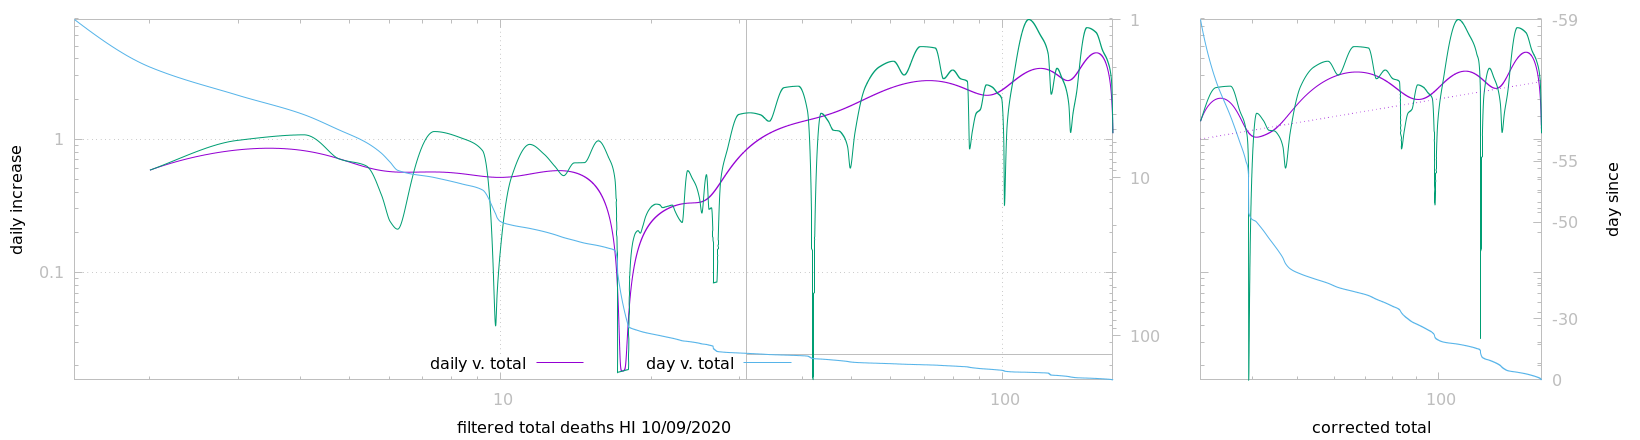 1
-59
1
daily increase
10
-55
day since
-50
0.1
100
-30
daily v. total
day v. total
0
10
100
100
filtered total deaths HI 10/09/2020
corrected total